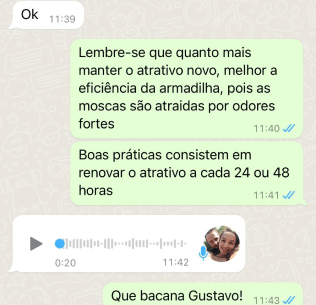 Ok 11:39
Lembre-se que quanto mais
manter o atrativo novo, melhor a
eficiência da armadilha, pois as
moscas são atraidas por odores
fortes
11:40
Boas práticas consistem em
renovar o atrativo a cada 24 ou 48
horas
11:41
0:20 11:42
Que bacana Gustavo! 11:43